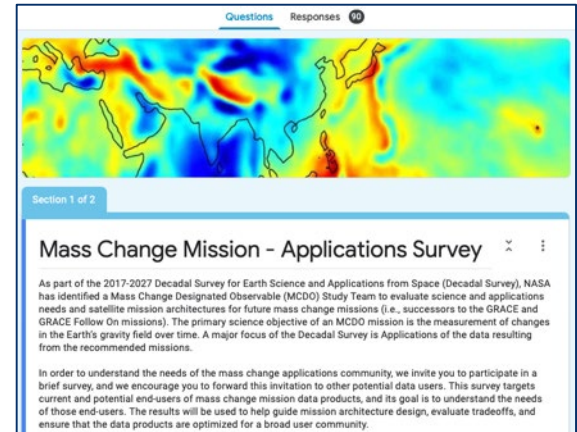 Questions Responses 90
Section 1 of 2
Mass Change Mission - Applications Survey
As part of the 2017-2027 Decadal Survey for Earth Science and Applications from Space (Decadal Survey), NASA
has identified a Mass Change Designated Observable (MCDO) Study Team to evaluate science and applications
needs and satellite mission architectures for future mass change missions (i.e., successors to the GRACE and
GRACE Follow On missions). The primary science objective of an MCDO mission is the measurement of changes
in the Earth's gravity field over time. A major focus of the Decadal Survey is Applications of the data resulting
from the recommended missions.
In order to understand the needs of the mass change applications community, we invite you to participate in a
brief survey, and we encourage you to forward this invitation to other potential data users. This survey targets
current and potential end-users of mass change mission data products, and its goal is to understand the needs
of those end-users. The results will be used to help guide mission architecture design, evaluate tradeoffs, and
ensure that the data products are optimized for a broad user community.